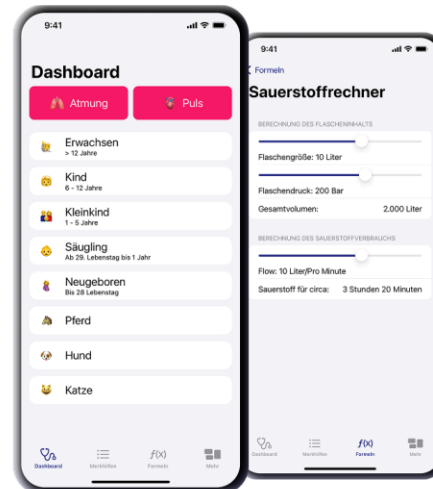 9:41
Dashboard
Atmung
Puls
Erwachsen
> 12 Jahre
Kind
6 - 12 Jahre
Kleinkind
1 - 5 Jahre
Säugling
Ab 29. Lebenstag bis 1 Jahr
Neugeboren
Bis 28 Lebenstag
Pferd
Hund
Katze
Dashboard
Merkhilfen
f(x)
Formeln
Mehr
9:41
Formeln
Sauerstoffrechner
BERECHNUNG DES FLASCHENINHALTS
Flaschengröße: 10 Liter
Flaschendruck: 200 Bar
Gesamtvolumen: 2.000 Liter
BERECHNUNG DES SAUERSTOFFVERBRAUCHS
Flow: 10 Liter/Pro Minute
Sauerstoff für circa: 3 Stunden 20 Minuten
Dashboard
Merkhilfen
f(x)
Formeln
Mehr